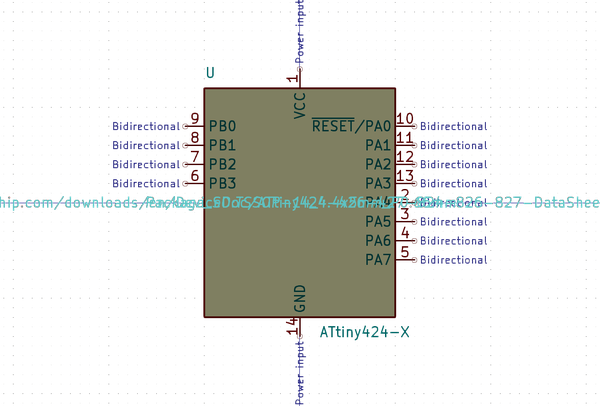 Power input
1
U
VCC
Bidirectional 9 PB0
RESET/PA0 10 Bidirectional
Bidirectional 8 PB1
PA1 11 Bidirectional
Bidirectional 7 PB2
PA2 12 Bidirectional
Bidirectional 6 PB3
PA3 13 Bidirectional
2
827 DataShee
PA5 3 Bidirectional
PA6 4 Bidirectional
PA7 5 Bidirectional
GND
14
ATtiny424-X
Power input